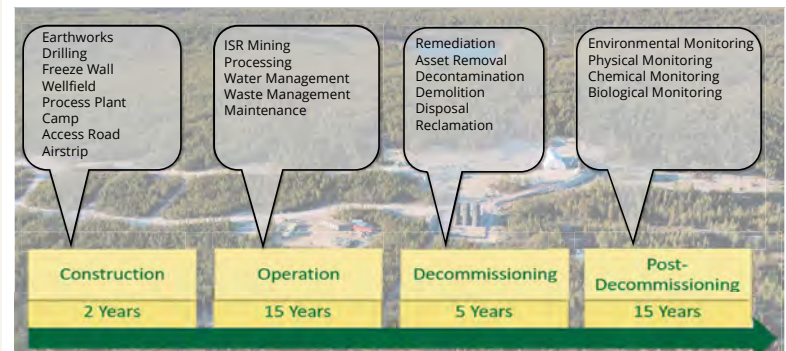 Earthworks
Drilling
Freeze Wall
Wellfield
Process Plant
Camp
Access Road
Airstrip
ISR Mining
Processing
Water Management
Waste Management
Maintenance
Remediation
Asset Removal
Decontamination
Demolition
Disposal
Reclamation
Environmental Monitoring
Physical Monitoring
Chemical Monitoring
Biological Monitoring
Construction
2 Years
Operation
15 Years
Decommissioning
5 Years
Post-
Decommissioning
15 Years